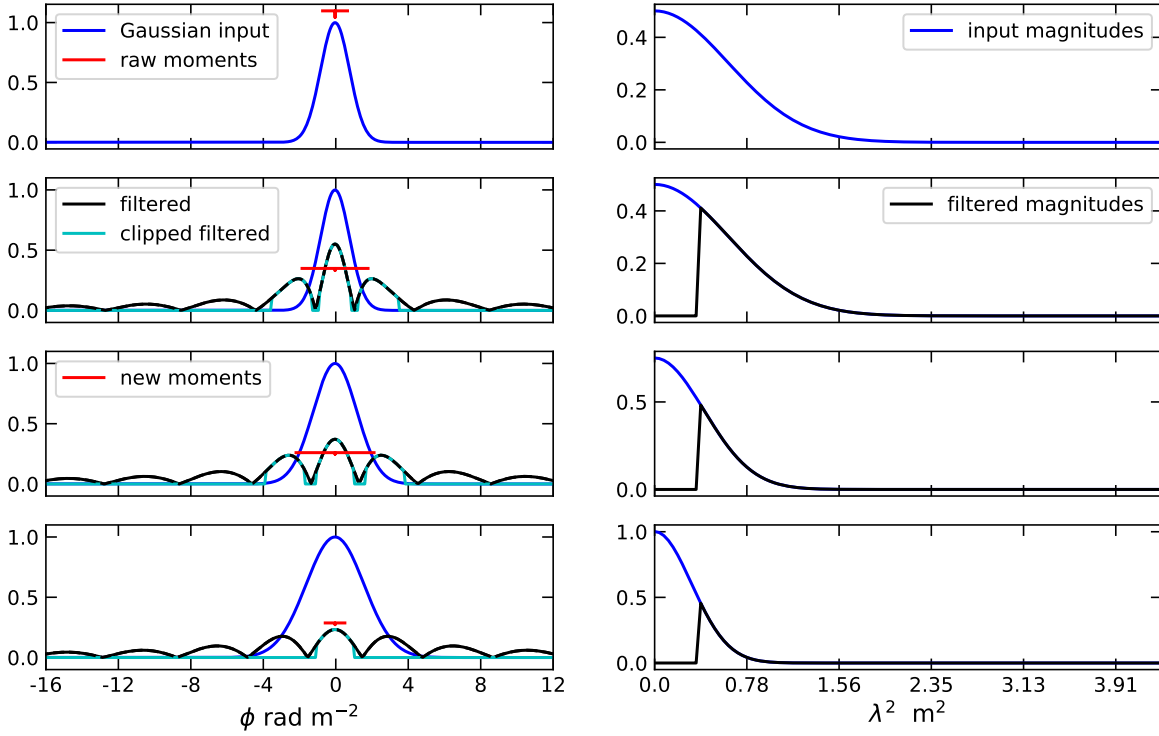 1.0
0.5
0.0
Gaussian input
raw moments
0.4
0.2
0.0
input magnitudes
1.0
0.5
0.0
filtered
clipped filtered
0.4
0.2
0.0
filtered magnitudes
1.0
0.5
0.0
new moments
0.5
0.0
1.0
0.5
0.0
-16 -12 -8 -4 0 4 8 12
ϕ rad m⁻²
1.0
0.5
0.0
0.0 0.78 1.56 2.35 3.13 3.91
λ² m²